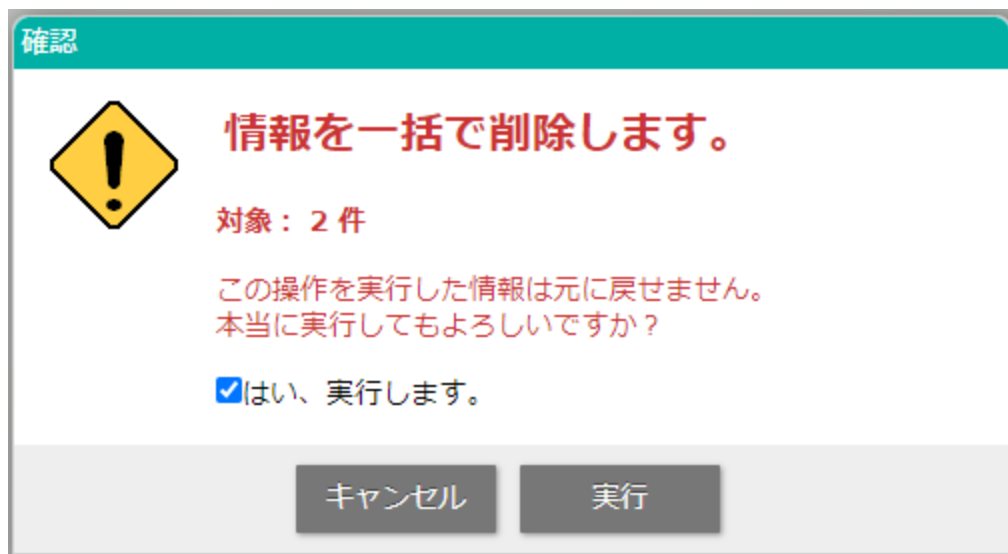 確認
情報を一括で削除します。
対象： 2 件
この操作を実行した情報は元に戻せません。
本当に実行してもよろしいですか？
はい、実行します。
キャンセル 実行